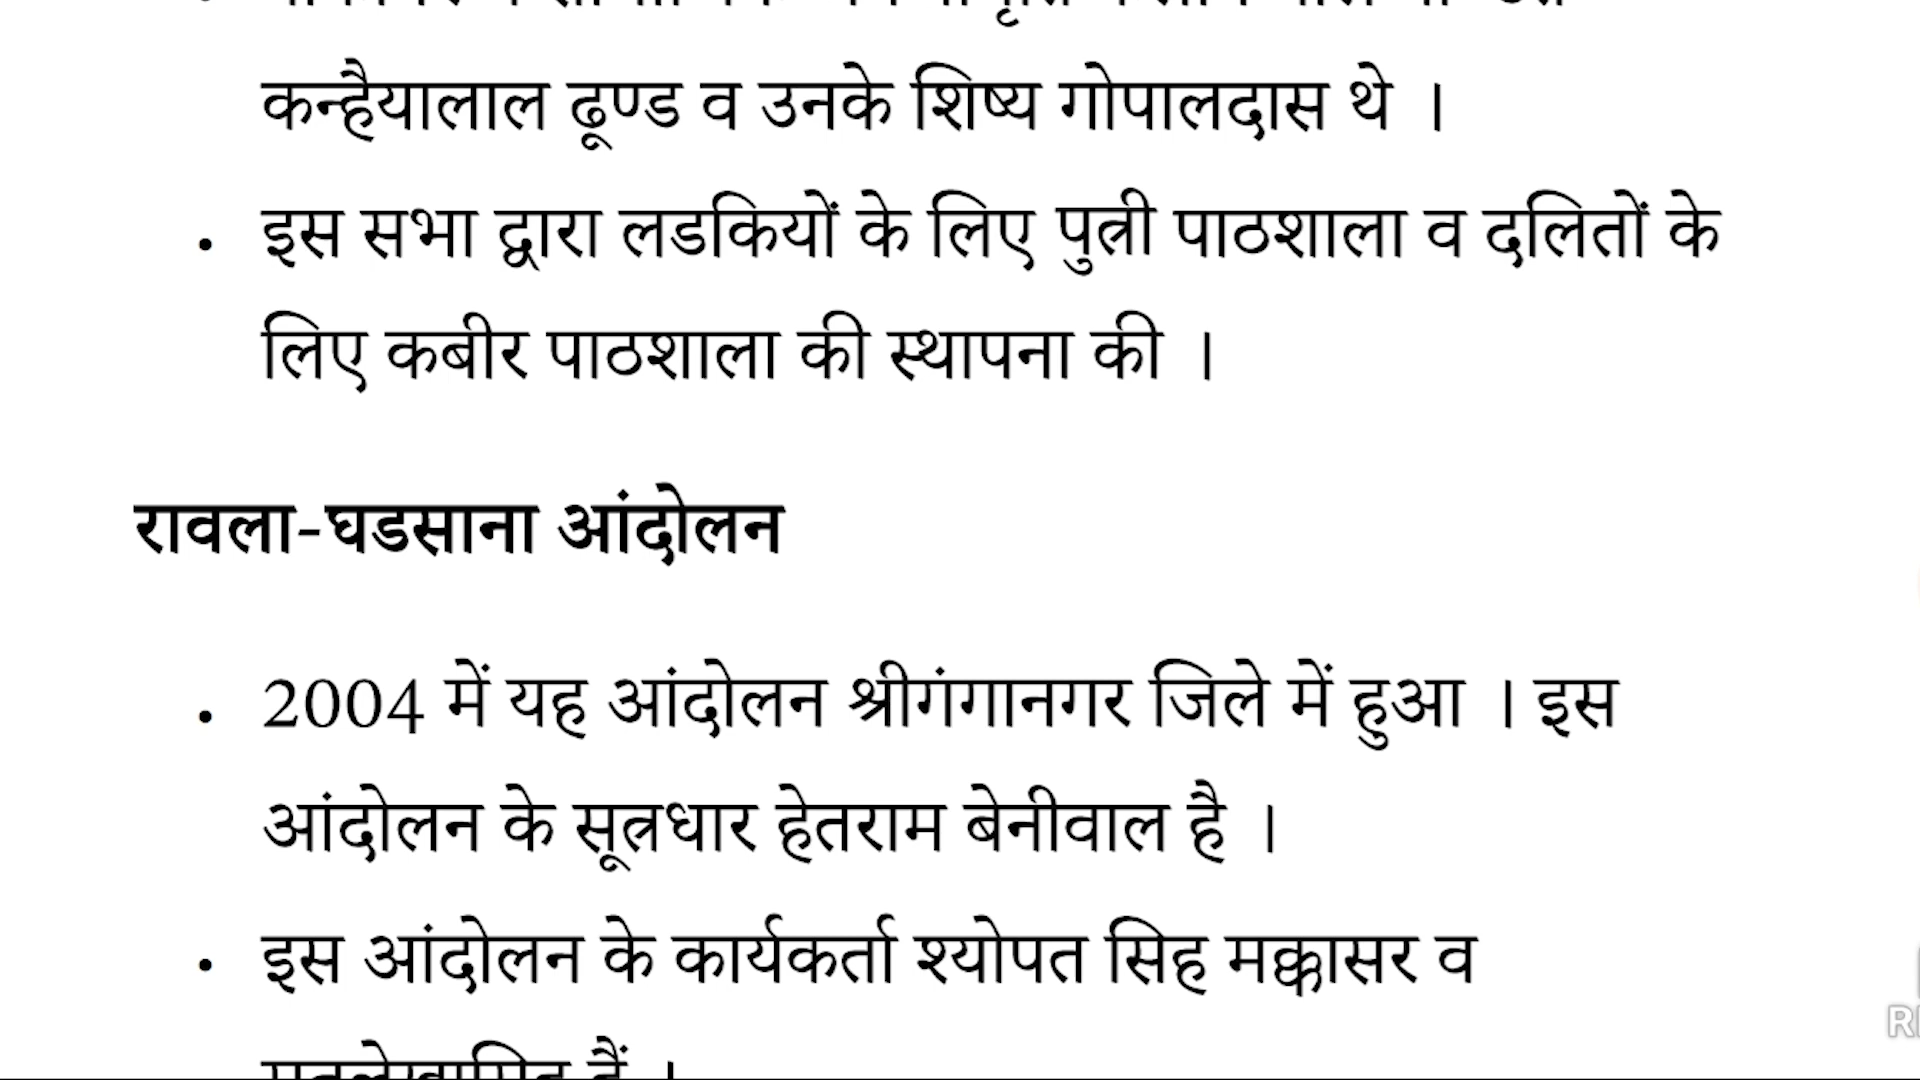 कन्हैयालाल ढूण्ड व उनके शिष्य गोपालदास थे ।
• इस सभा द्वारा लडकियों के लिए पुत्री पाठशाला व दलितों के
लिए कबीर पाठशाला की स्थापना की ।
रावला-घडसाना आंदोलन
• 2004 में यह आंदोलन श्रीगंगानगर जिले में हुआ । इस
आंदोलन के सूत्रधार हेतराम बेनीवाल है ।
• इस आंदोलन के कार्यकर्ता श्योपत सिह मक्कासर व
हैं ।